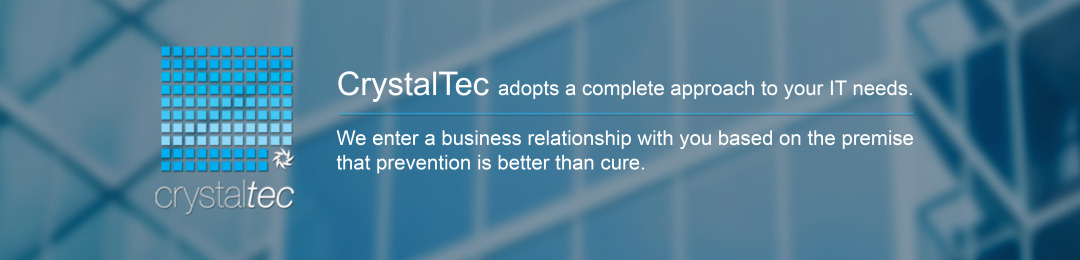 CrystalTec adopts a complete approach to your IT needs.
We enter a business relationship with you based on the premise
that prevention is better than cure.
crystaltec